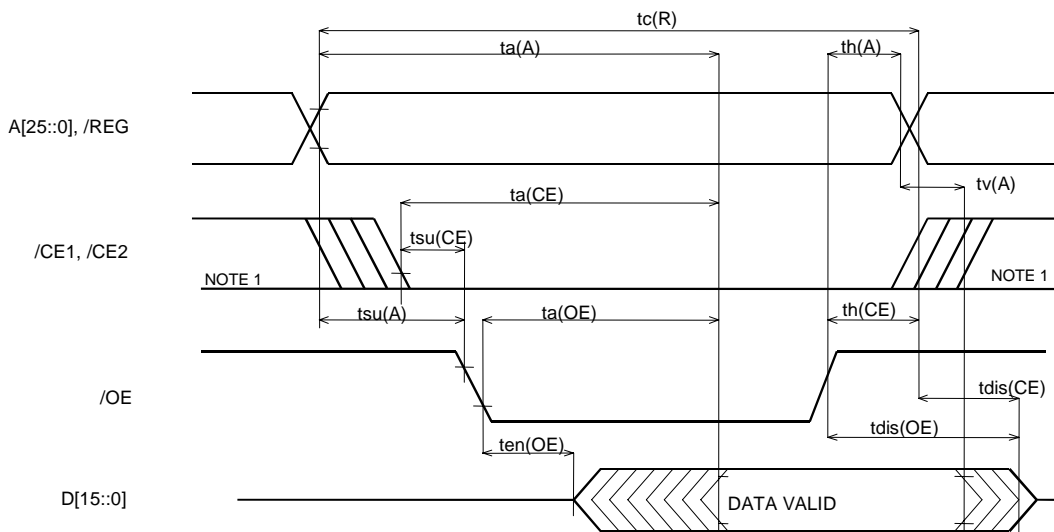 tc(R)
ta(A)
th(A)
A[25::0], /REG
tv(A)
ta(CE)
tsu(CE)
/CE1, /CE2
NOTE 1
NOTE 1
tsu(A)
ta(OE)
th(CE)
/OE
tdis(CE)
tdis(OE)
ten(OE)
D[15::0]
DATA VALID